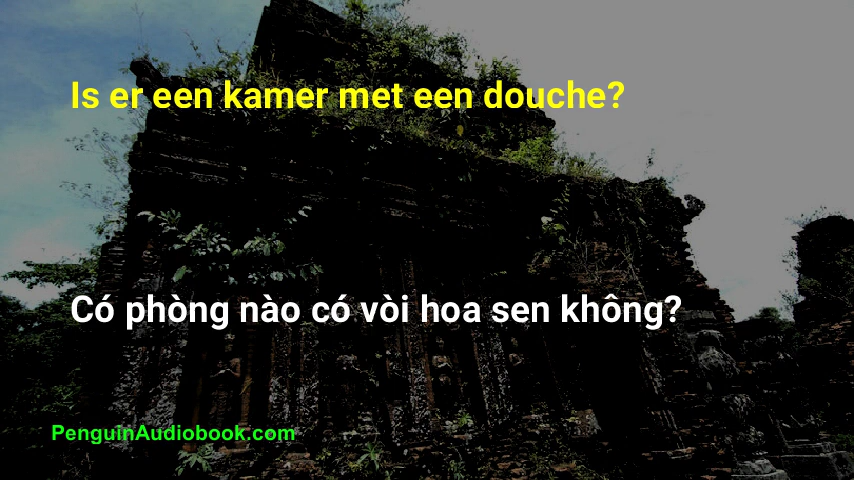 Is er een kamer met een douche?
Có phòng nào có vòi hoa sen không?
PenguinAudiobook.com